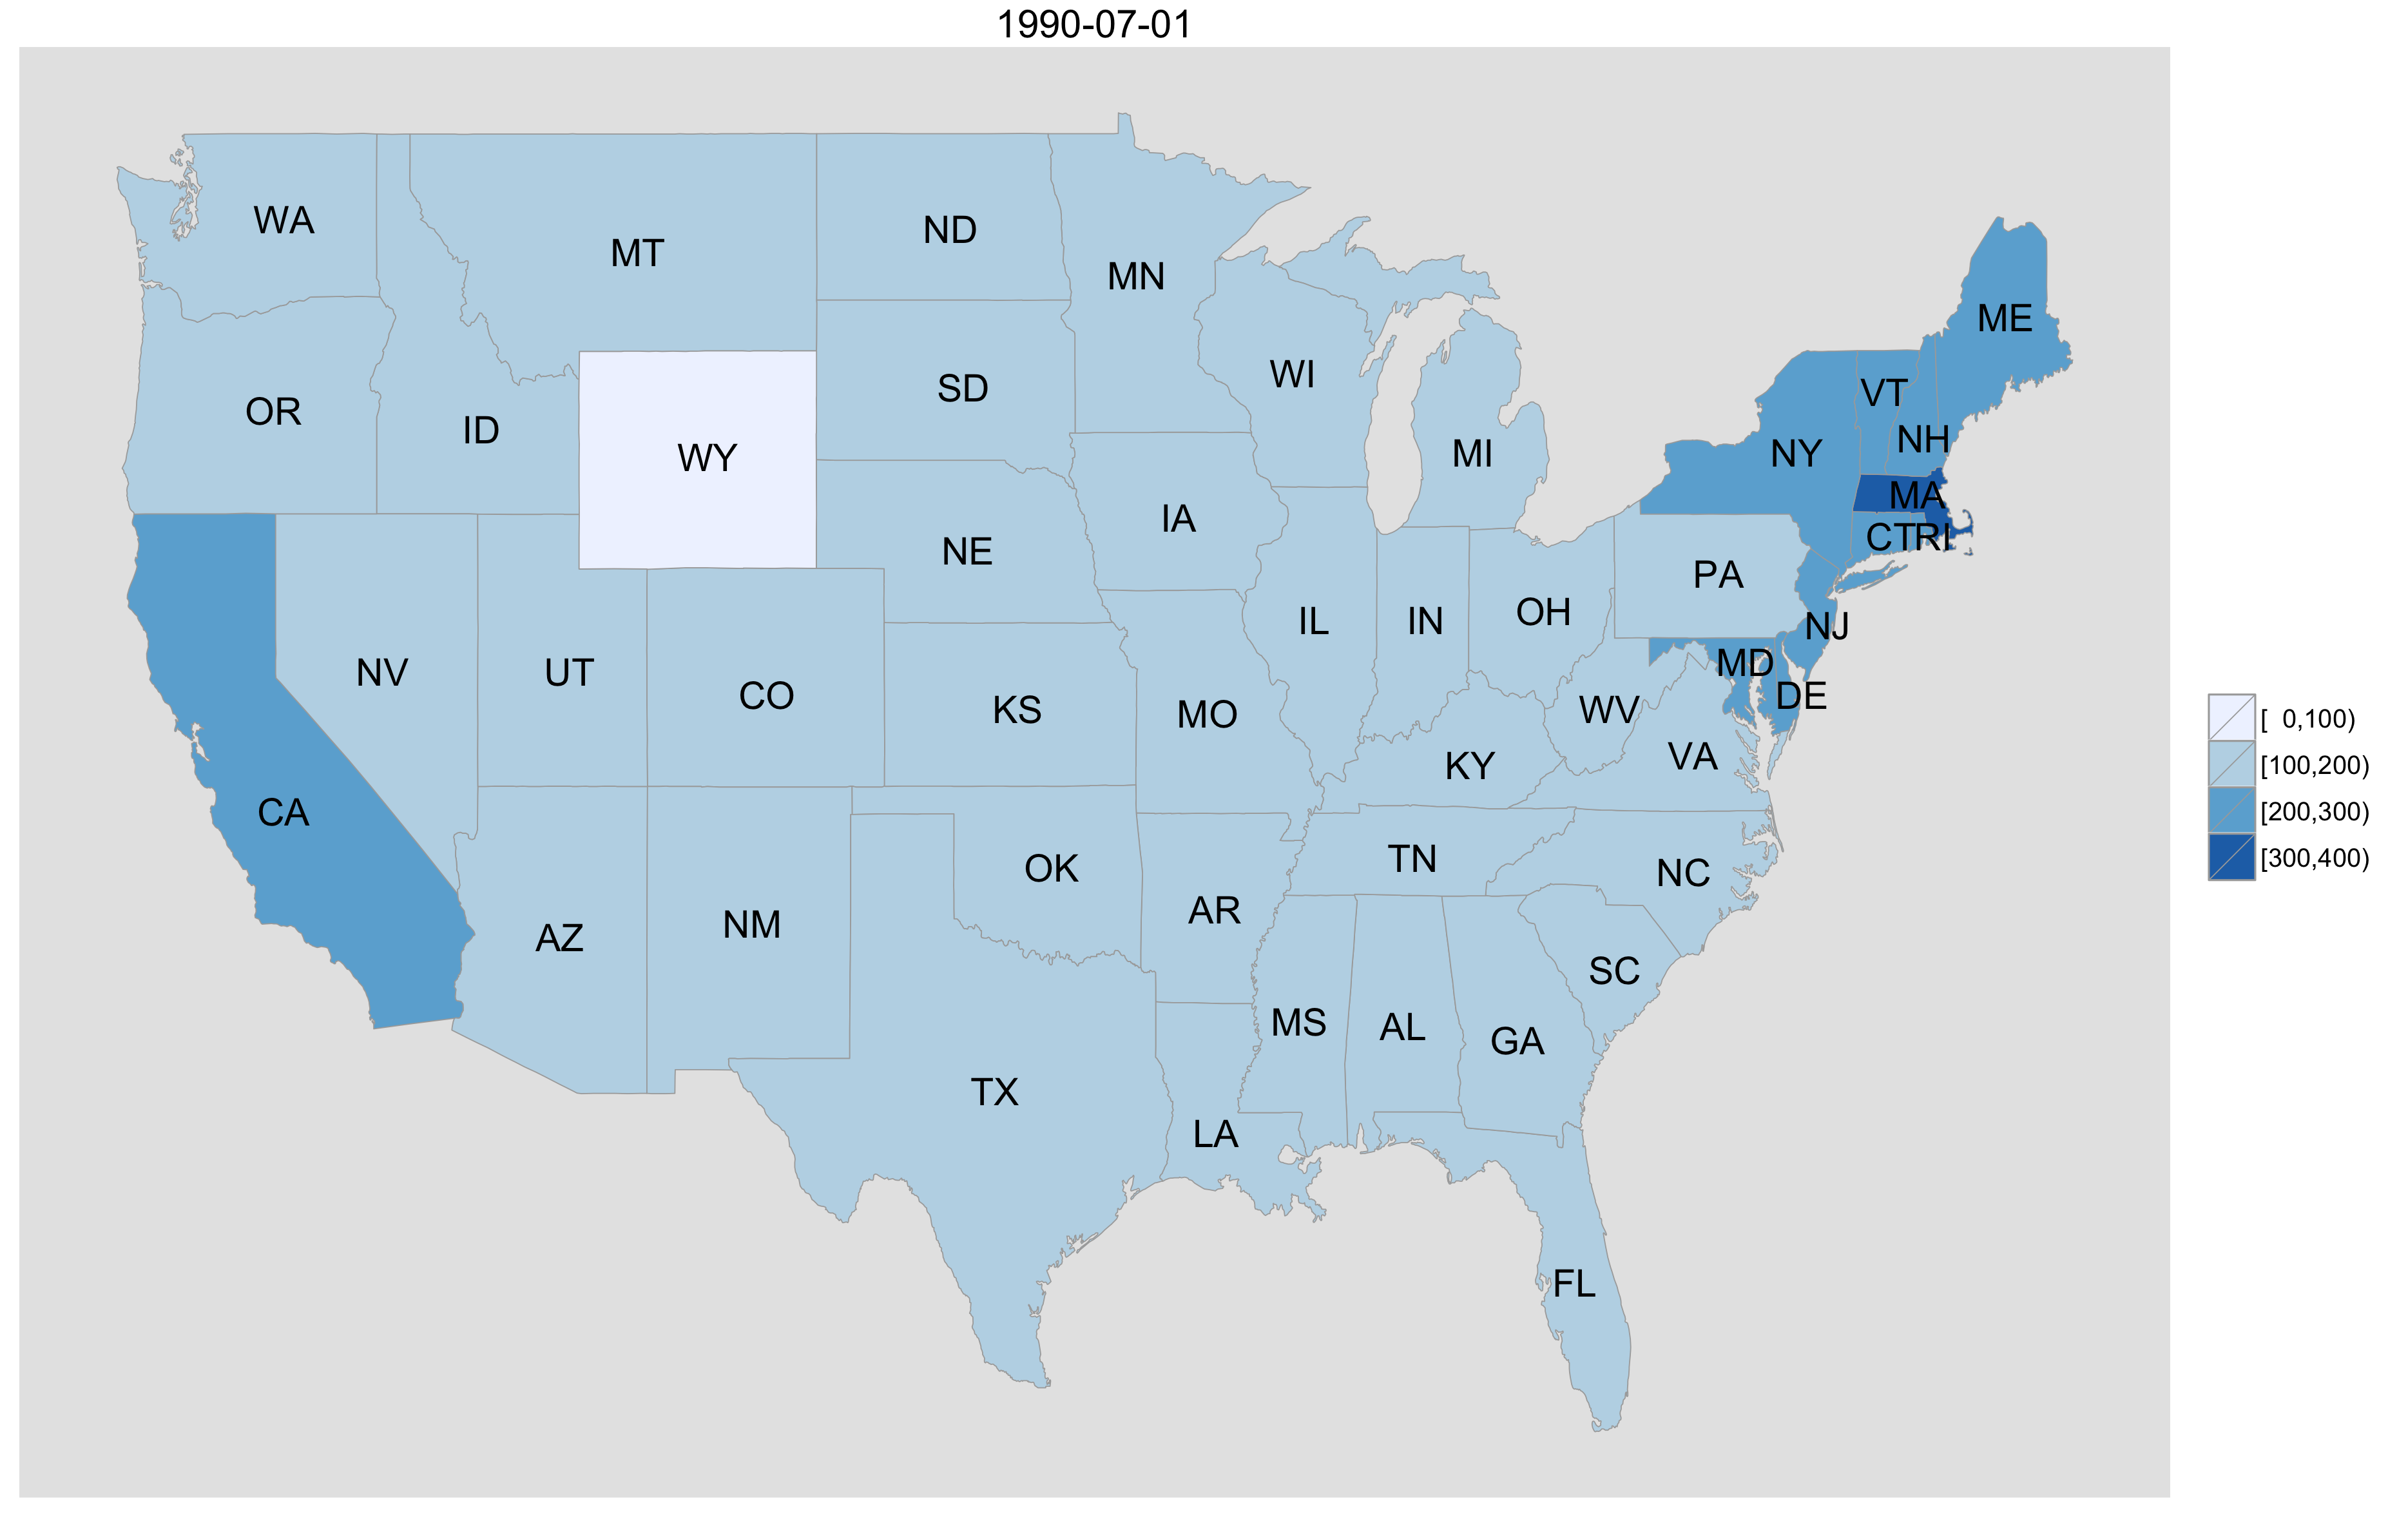 1990-07-01
WA
MT
ND
MN
ME
OR
ID
WY
SD
WI
MI
NY
VT
NH
MA
CT
RI
NE
IA
PA
NJ
NV
UT
CO
KS
MO
IL
IN
OH
WV
MD
DE
VA
KY
CA
AZ
NM
OK
AR
TN
NC
SC
MS
AL
GA
TX
LA
FL
[  0,100)
[100,200)
[200,300)
[300,400)